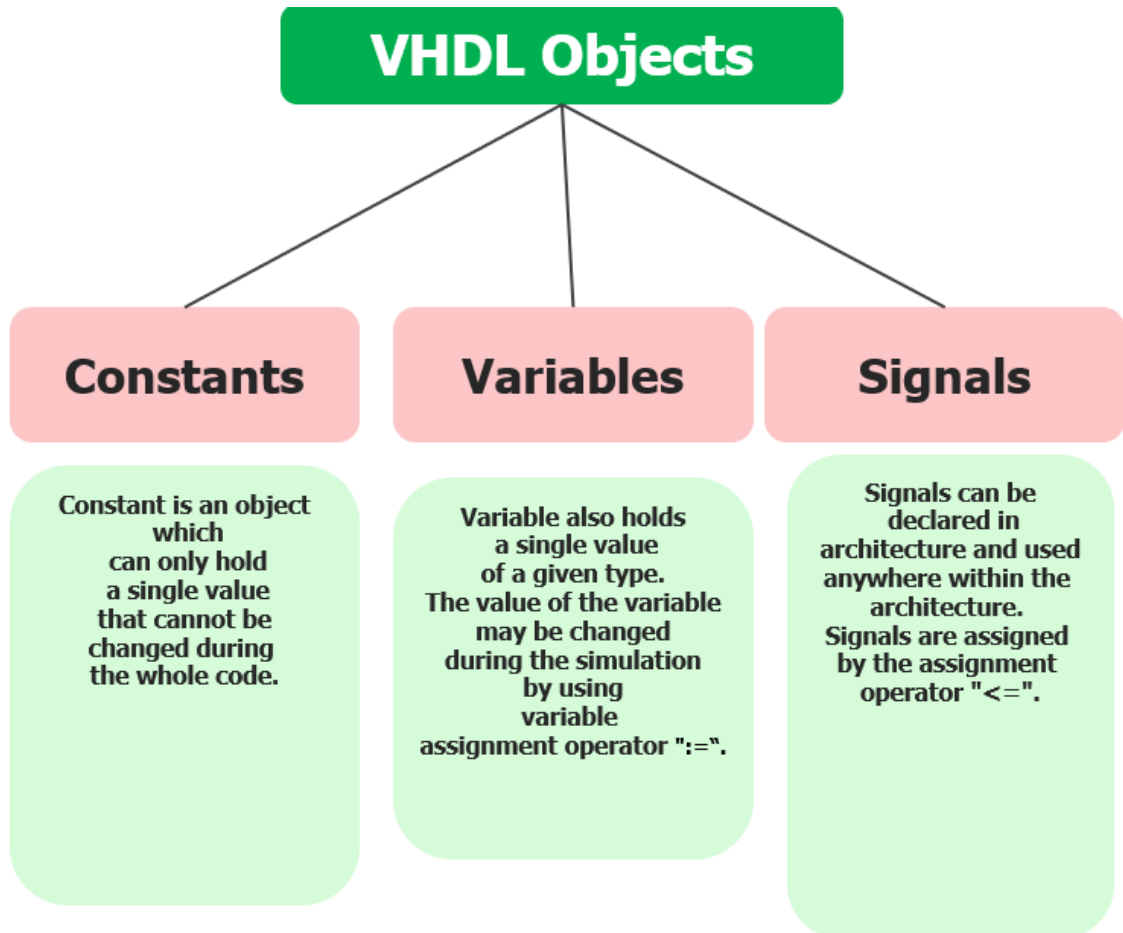 VHDL Objects
Constants
Variables
Signals
Constant is an object
which
can only hold
a single value
that cannot be
changed during
the whole code.
Variable also holds
a single value
of a given type.
The value of the variable
may be changed
during the simulation
by using
variable
assignment operator ":=“.
Signals can be
declared in
architecture and used
anywhere within the
architecture.
Signals are assigned
by the assignment
operator "<=".